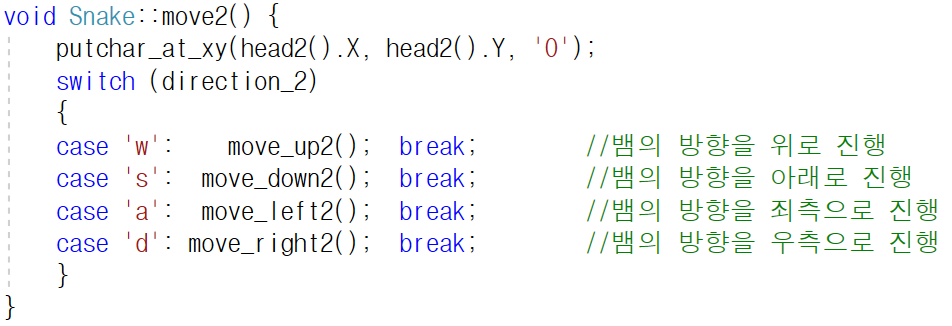 void Snake::move2() {
    putchar_at_xy(head2().X, head2().Y, 'O');
    switch (direction_2)
    {
    case 'w':    move_up2();  break;        //뱀의 방향을 위로 진행
    case 's':  move_down2();  break;        //뱀의 방향을 아래로 진행
    case 'a':  move_left2();  break;        //뱀의 방향을 죄측으로 진행
    case 'd': move_right2();  break;        //뱀의 방향을 우측으로 진행
    }
}